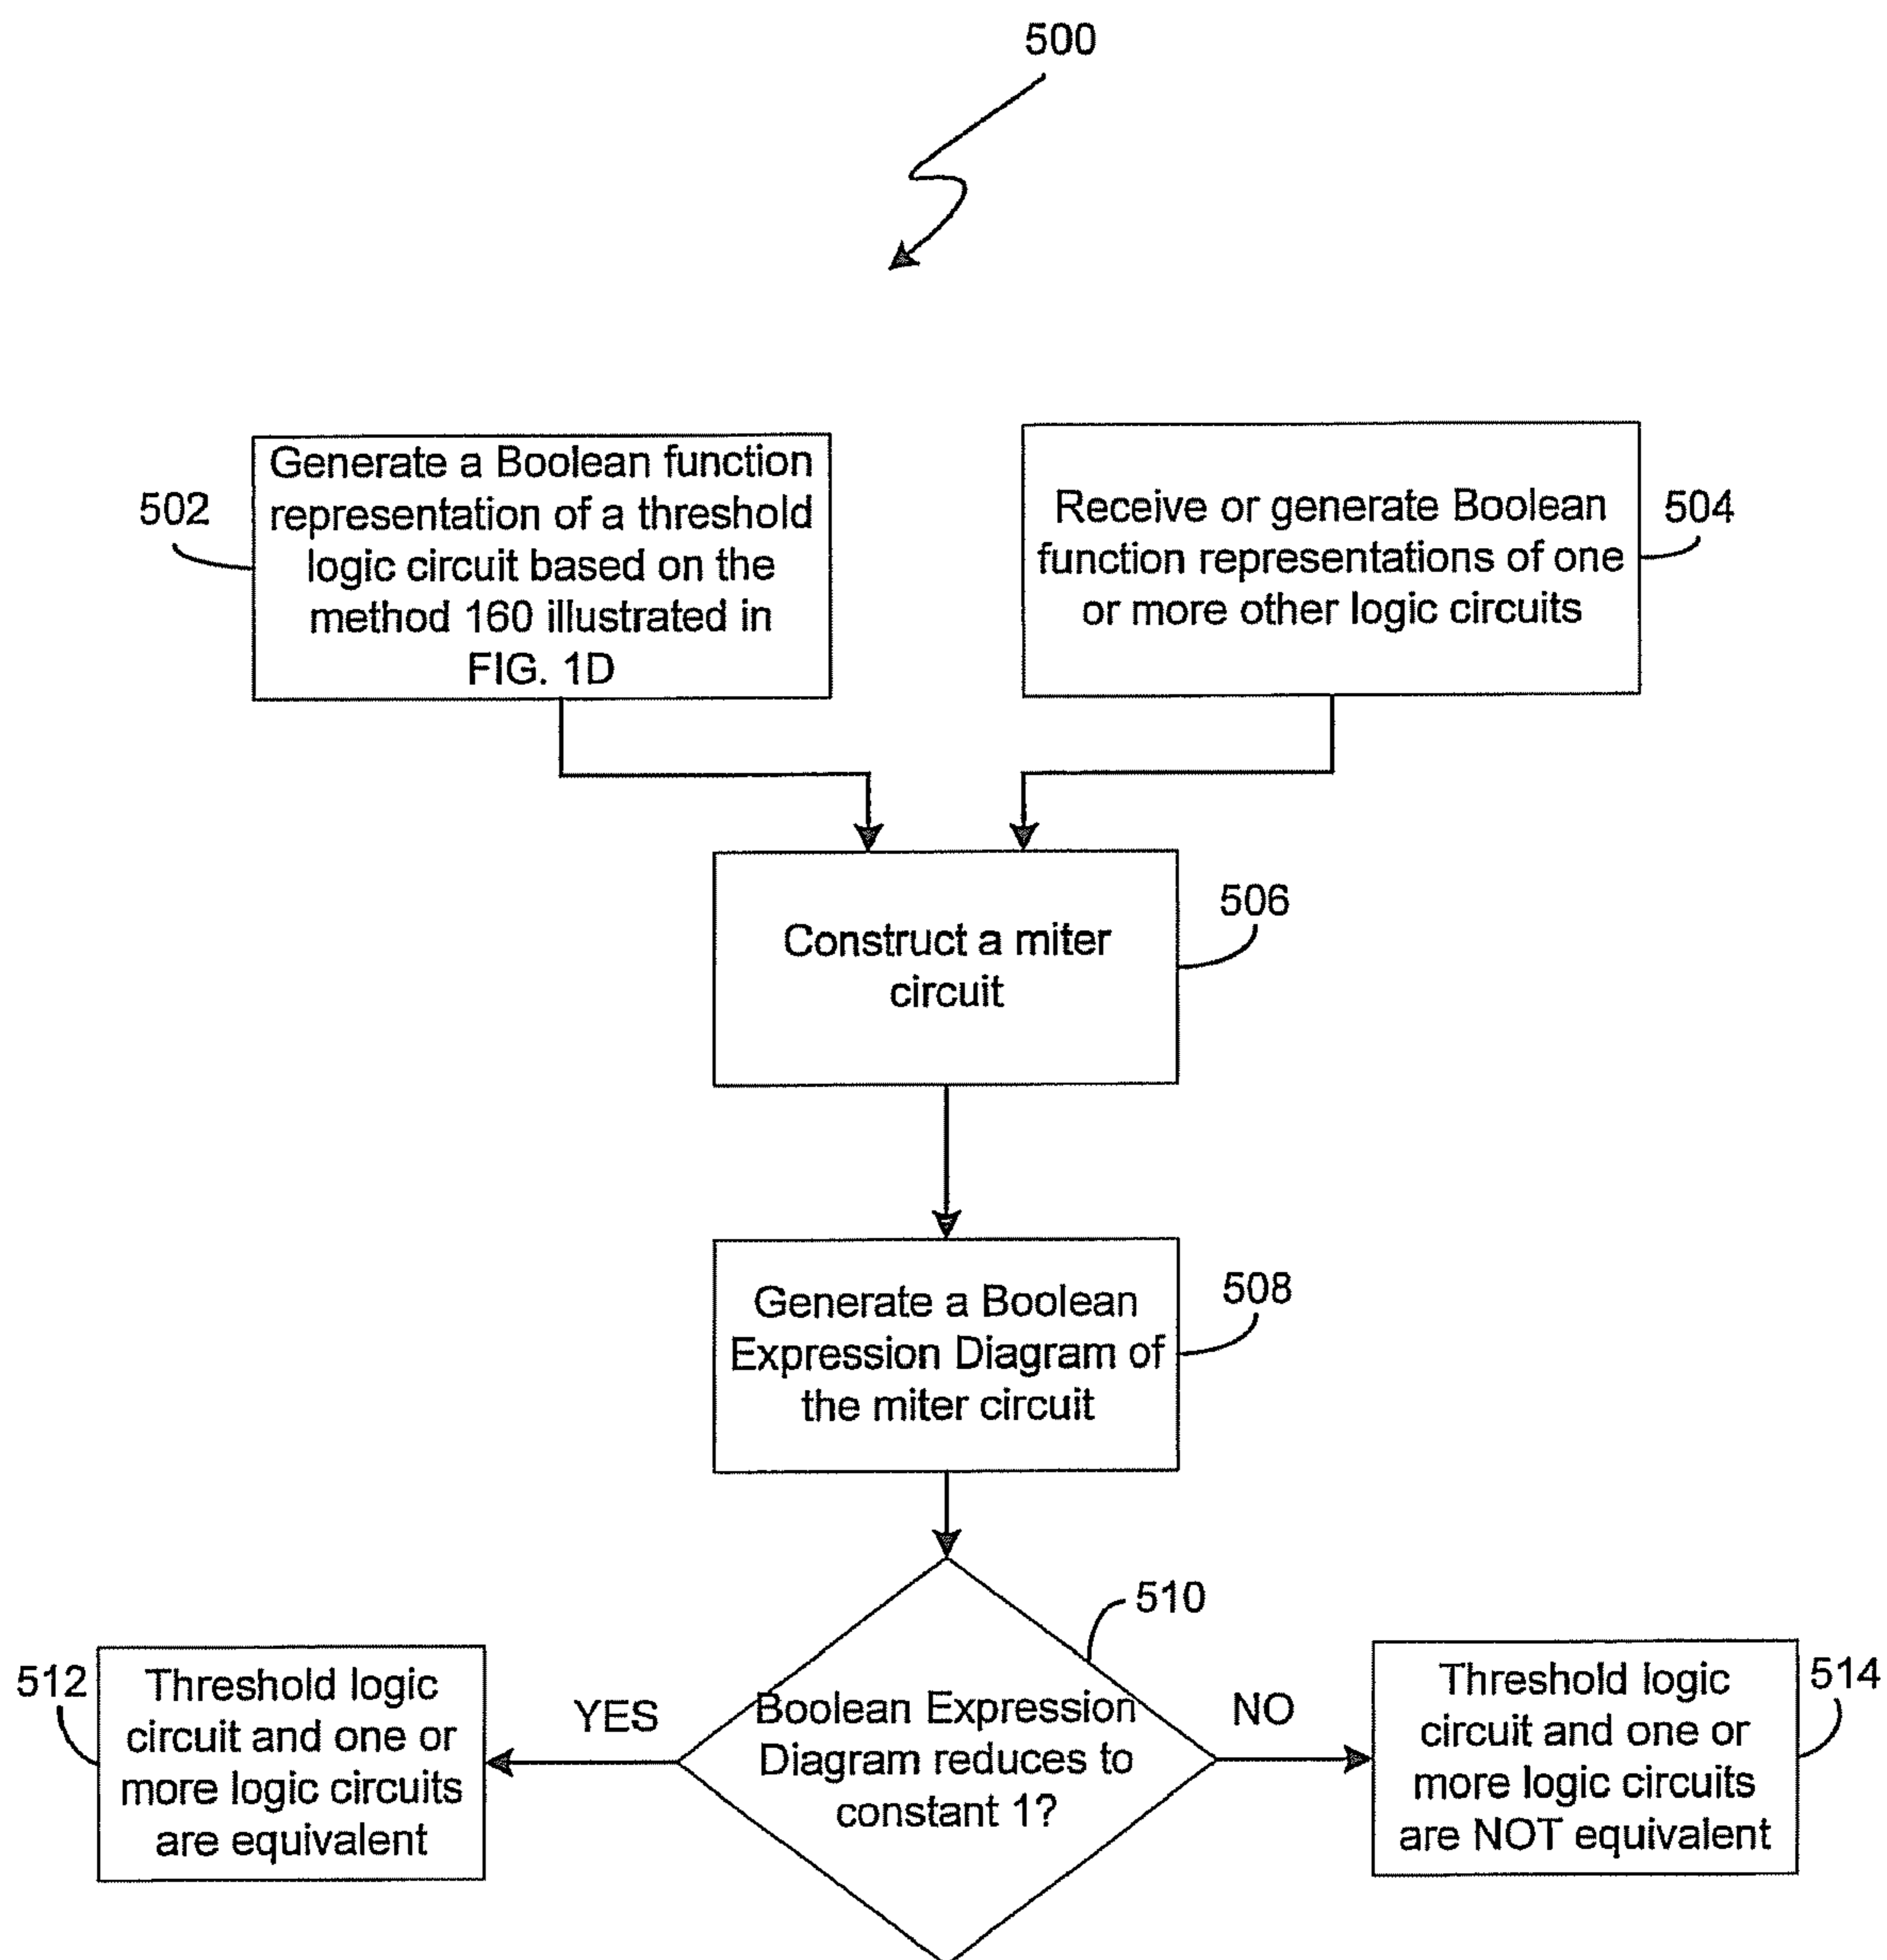 500
502
Generate a Boolean function
representation of a threshold
logic circuit based on the
method 160 illustrated in
FIG. 1D
Receive or generate Boolean
function representations of one
or more other logic circuits
504
Construct a miter
circuit
506
Generate a Boolean
Expression Diagram of
the miter circuit
508
510
Boolean Expression
Diagram reduces to
constant 1?
YES
NO
512
Threshold logic
circuit and one or
more logic circuits
are equivalent
Threshold logic
circuit and one or
more logic circuits
are NOT equivalent
514